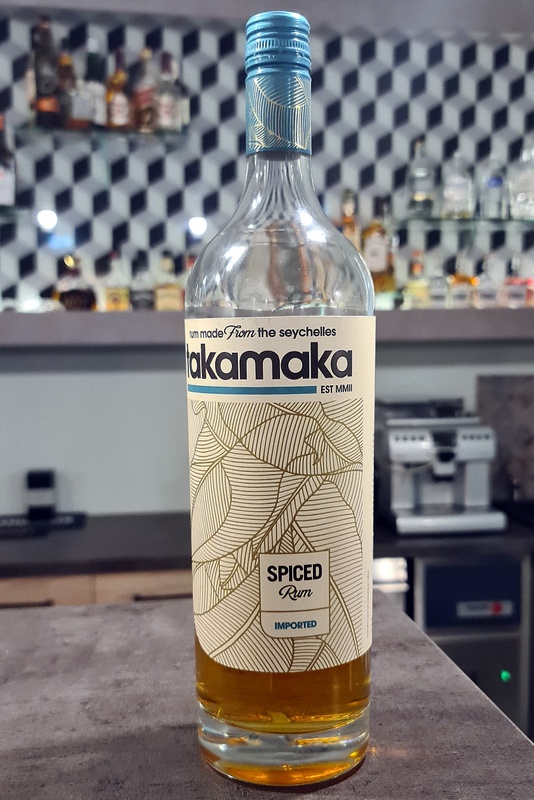 rum made From the seychelles
takamaka
EST MMII
SPICED
Rum
IMPORTED